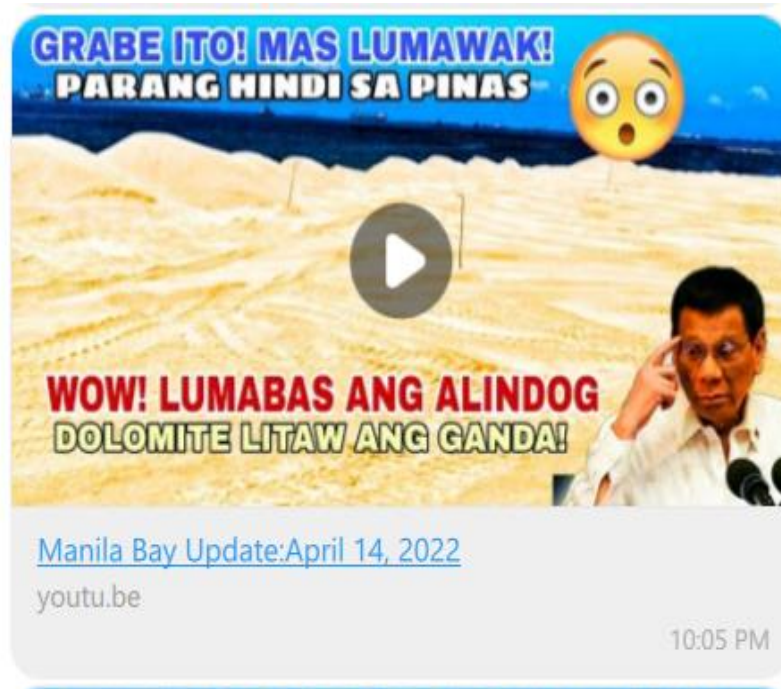 GRABE ITO! MAS LUMAWAK!
PARANG HINDI SA PINAS
WOW! LUMABAS ANG ALINDOG
DOLOMITE LITAW ANG GANDA!
Manila Bay Update:April 14, 2022
youtu.be
10:05 PM